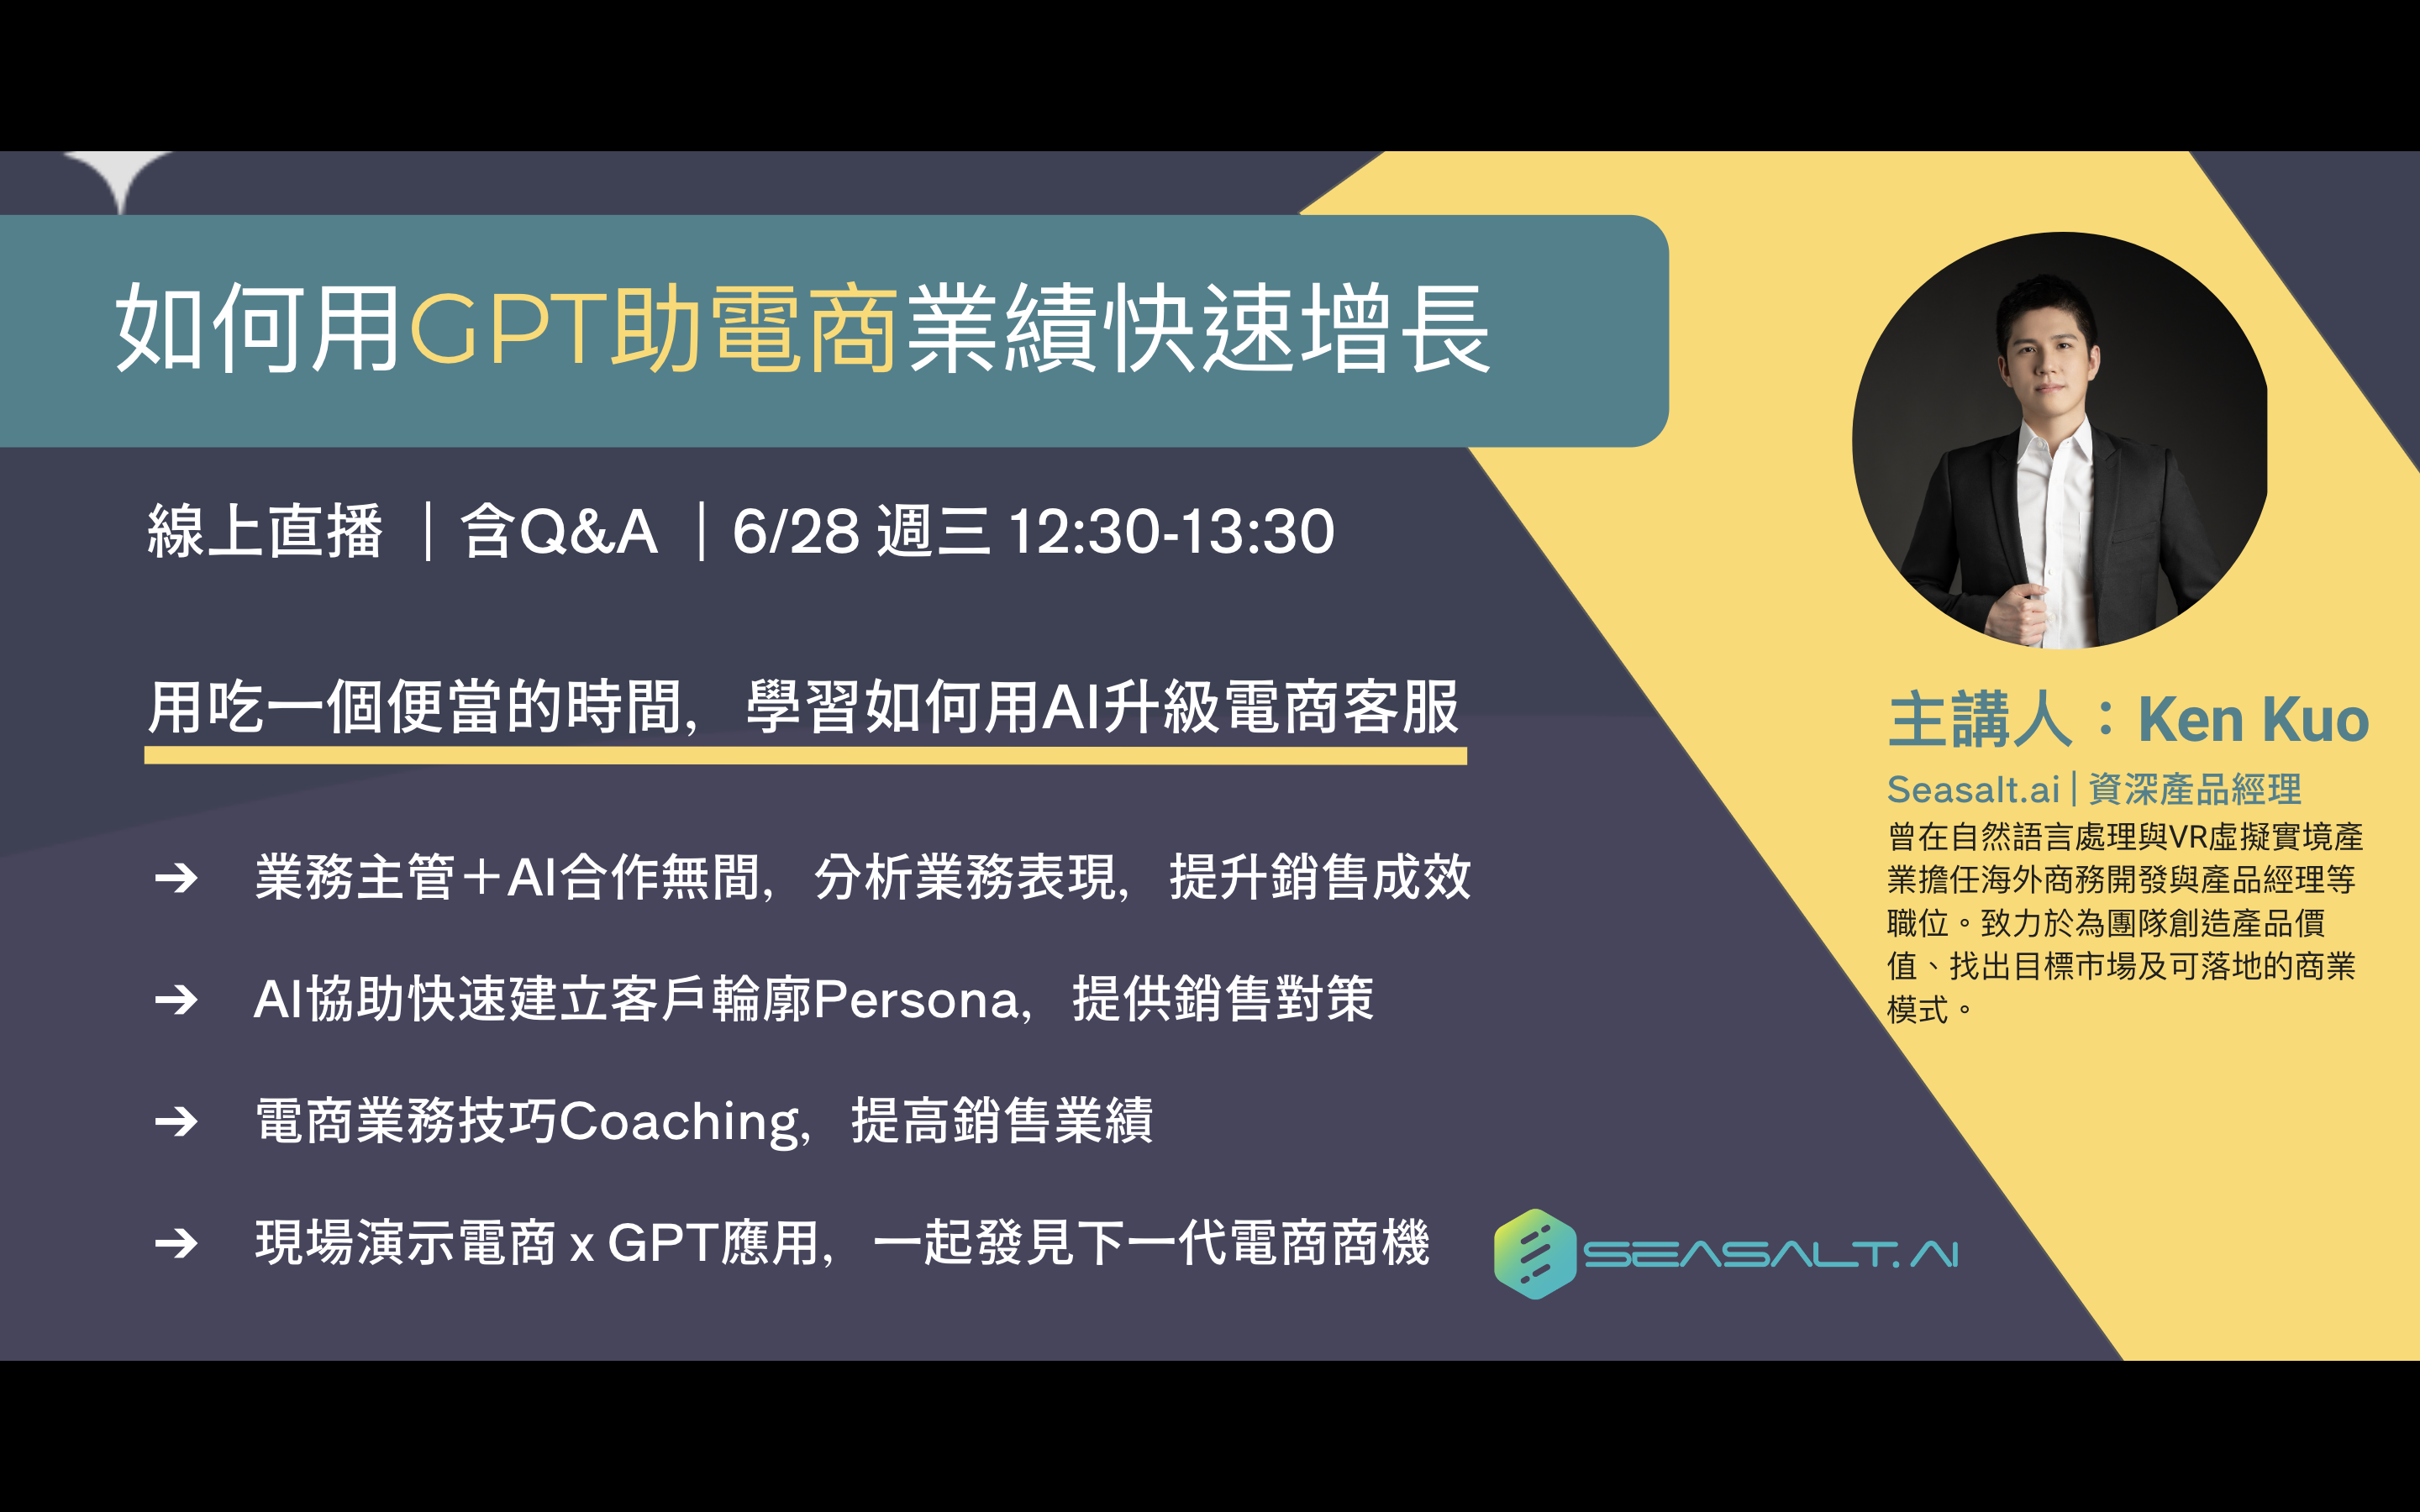 如何用GPT助電商業績快速增長
線上直播 ｜含Q&A ｜6/28 週三 12:30-13:30
用吃一個便當的時間，學習如何用AI升級電商客服
➔ 業務主管＋AI合作無間，分析業務表現，提升銷售成效
➔ AI協助快速建立客戶輪廓Persona，提供銷售對策
➔ 電商業務技巧Coaching，提高銷售業績
➔ 現場演示電商 x GPT應用，一起發見下一代電商商機
SEASALT.AI
主講人：Ken Kuo
Seasalt.ai | 資深產品經理
曾在自然語言處理與VR虛擬實境產
業擔任海外商務開發與產品經理等
職位。致力於為團隊創造產品價
值、找出目標市場及可落地的商業
模式。